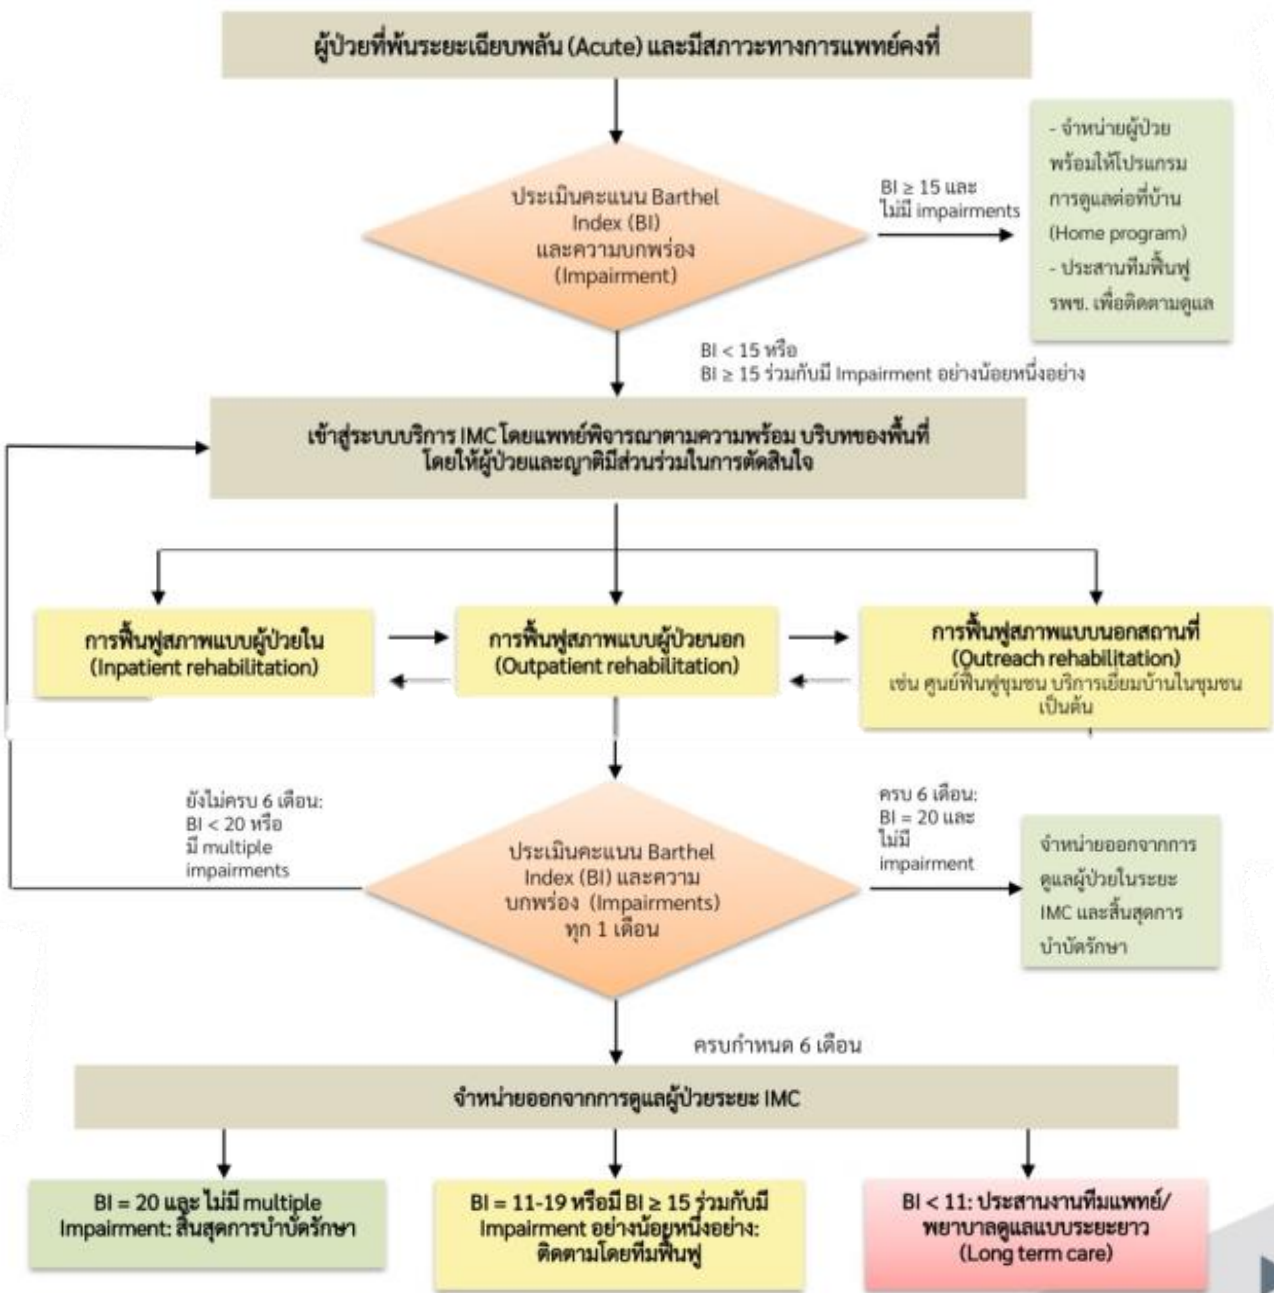 ผู้ป่วยที่พ้นระยะเฉียบพลัน (Acute) และมีสภาวะทางการแพทย์คงที่
ประเมินคะแนน Barthel
Index (BI)
และความบกพร่อง
(Impairment)
BI ≥ 15 และ
ไม่มี impairments
- จำหน่ายผู้ป่วย
พร้อมให้โปรแกรม
การดูแลต่อที่บ้าน
(Home program)
- ประสานทีมฟื้นฟู
รพช. เพื่อติดตามดูแล
BI < 15 หรือ
BI ≥ 15 ร่วมกับมี Impairment อย่างน้อยหนึ่งอย่าง
เข้าสู่ระบบบริการ IMC โดยแพทย์พิจารณาตามความพร้อม บริบทของพื้นที่
โดยให้ผู้ป่วยและญาติมีส่วนร่วมในการตัดสินใจ
การฟื้นฟูสภาพแบบผู้ป่วยใน
(Inpatient rehabilitation)
การฟื้นฟูสภาพแบบผู้ป่วยนอก
(Outpatient rehabilitation)
การฟื้นฟูสภาพแบบนอกสถานที่
(Outreach rehabilitation)
เช่น ศูนย์ฟื้นฟูชุมชน บริการเยี่ยมบ้านในชุมชน
เป็นต้น
ยังไม่ครบ 6 เดือน:
BI < 20 หรือ
มี multiple
impairments
ประเมินคะแนน Barthel
Index (BI) และความ
บกพร่อง (Impairments)
ทุก 1 เดือน
ครบ 6 เดือน:
BI = 20 และ
ไม่มี
impairment
จำหน่ายออกจากการ
ดูแลผู้ป่วยในระยะ
IMC และสิ้นสุดการ
บำบัดรักษา
ครบกำหนด 6 เดือน
จำหน่ายออกจากการดูแลผู้ป่วยระยะ IMC
BI = 20 และ ไม่มี multiple
Impairment: สิ้นสุดการบำบัดรักษา
BI = 11-19 หรือมี BI ≥ 15 ร่วมกับมี
Impairment อย่างน้อยหนึ่งอย่าง:
ติดตามโดยทีมฟื้นฟู
BI < 11: ประสานงานทีมแพทย์/
พยาบาลดูแลแบบระยะยาว
(Long term care)